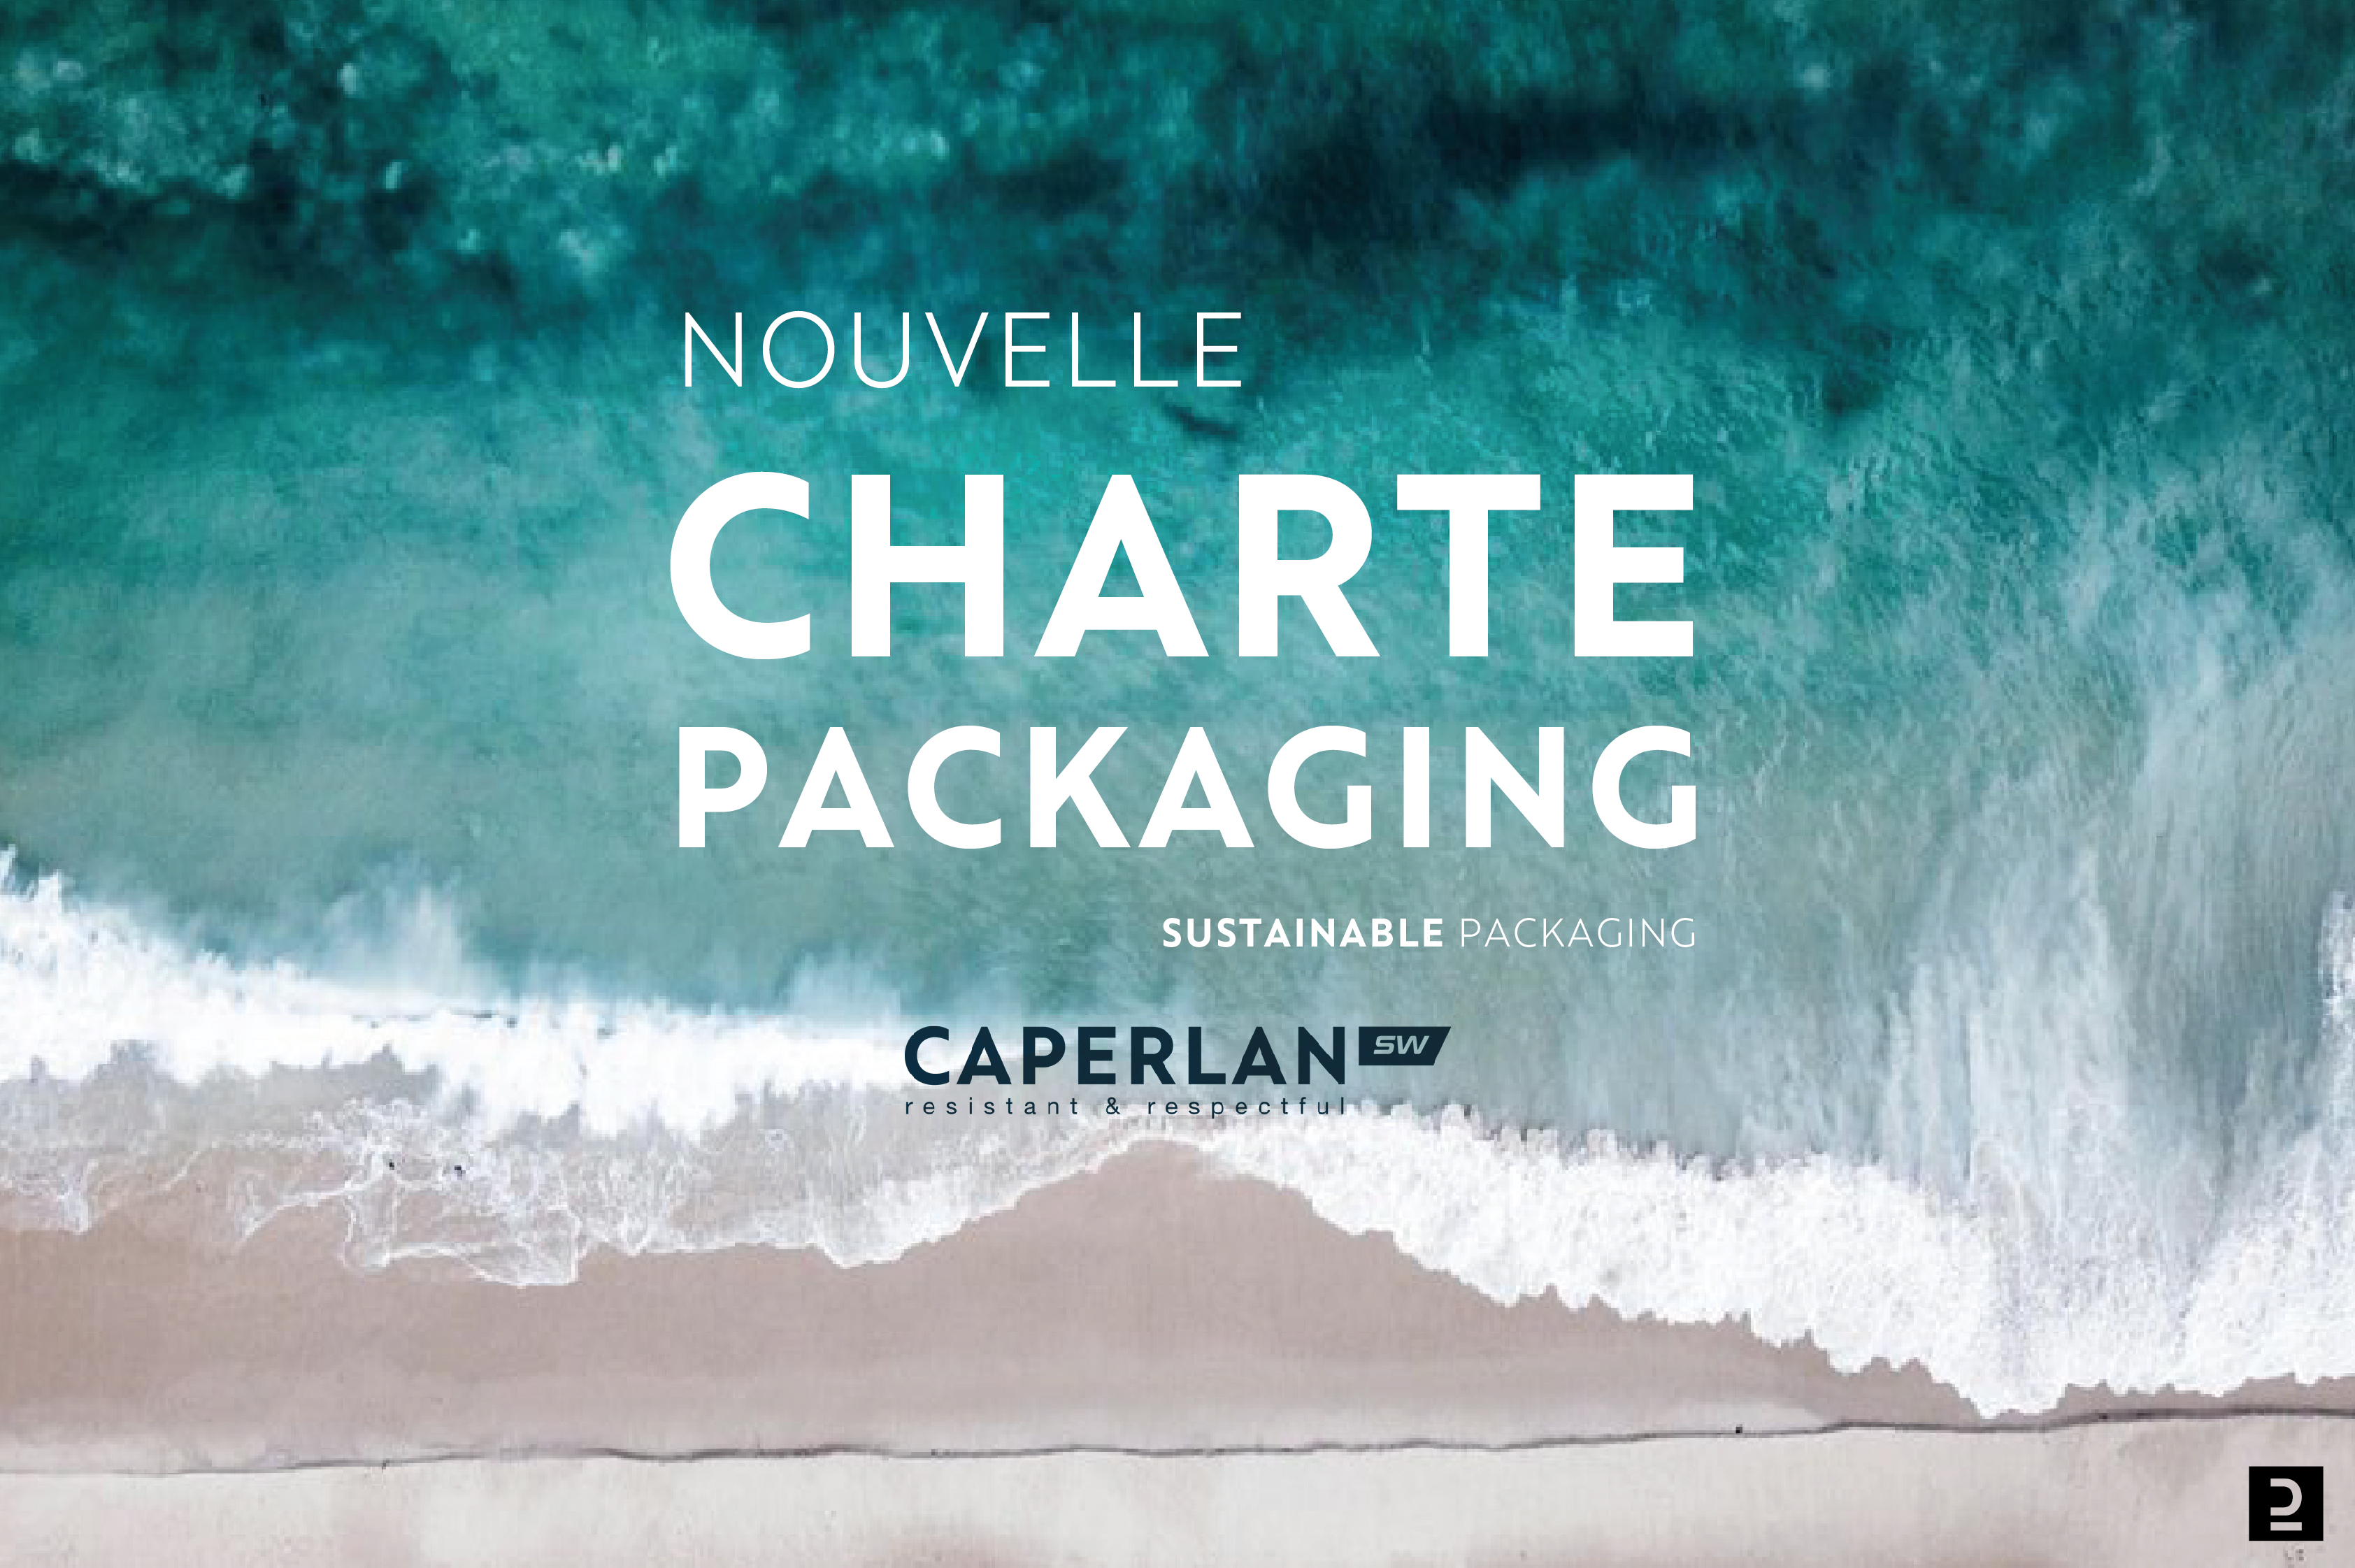 NOUVELLE
CHARTE
PACKAGING
SUSTAINABLE PACKAGING
CAPERLAN SW
resistant & respectful